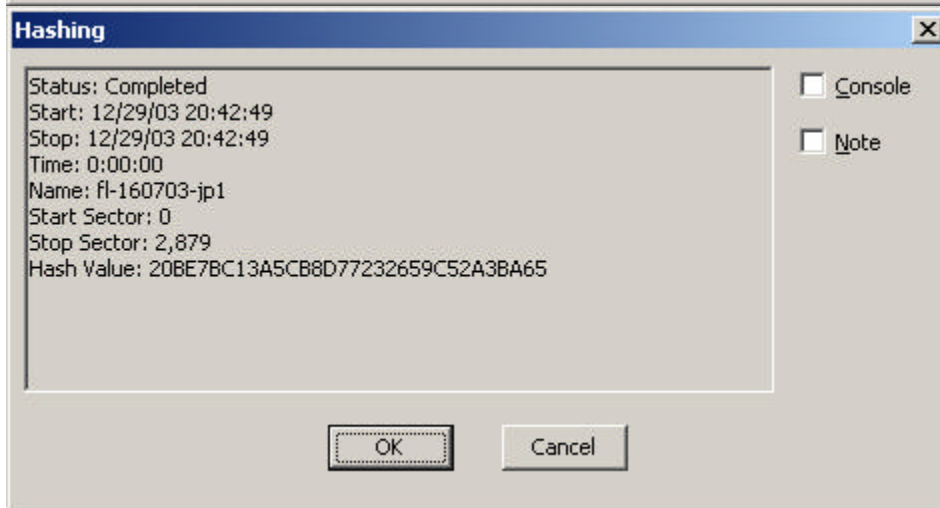 Hashing
Status: Completed
Start: 12/29/03 20:42:49
Stop: 12/29/03 20:42:49
Time: 0:00:00
Name: fl-160703-jp1
Start Sector: 0
Stop Sector: 2,879
Hash Value: 20BE7BC13A5CB8D77232659C52A3BA65
Console
Note
OK
Cancel